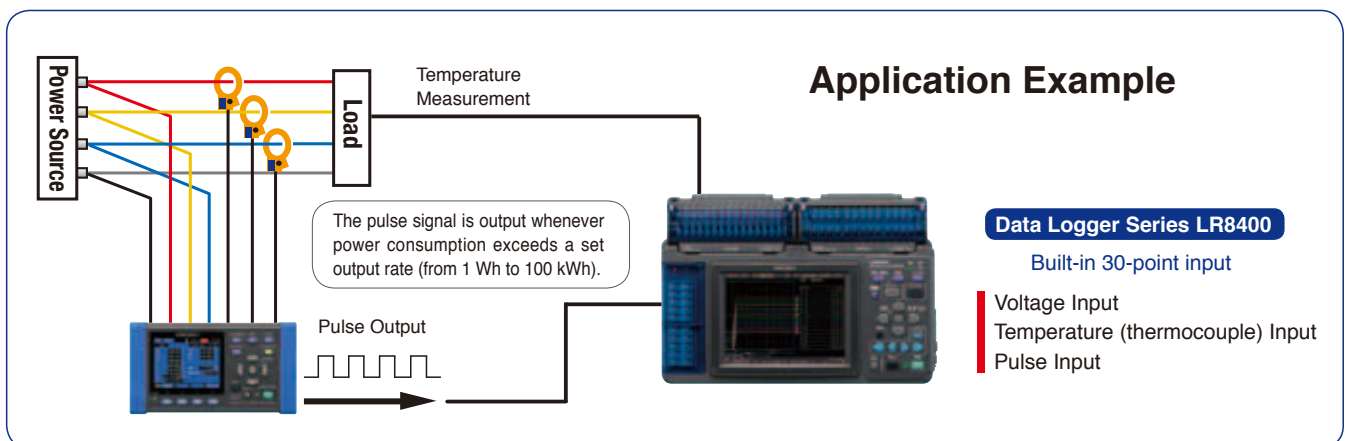 Application Example
Power Source
Load
Temperature
Measurement
The pulse signal is output whenever
power consumption exceeds a set
output rate (from 1 Wh to 100 kWh).
Pulse Output
Data Logger Series LR8400
Built-in 30-point input
Voltage Input
Temperature (thermocouple) Input
Pulse Input